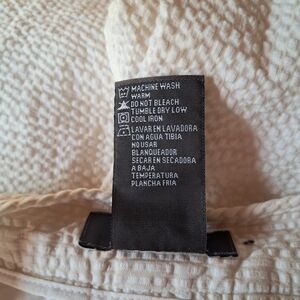 MACHINE WASH
WARM
DO NOT BLEACH
TUMBLE DRY LOW
COOL IRON
LAVAR EN LAVADORA
CON AGUA TIBIA
NO USAR
BLANQUEADOR
SECAR EN SECADORA
A BAJA
TEMPERATURA
PLANCHA FRIA